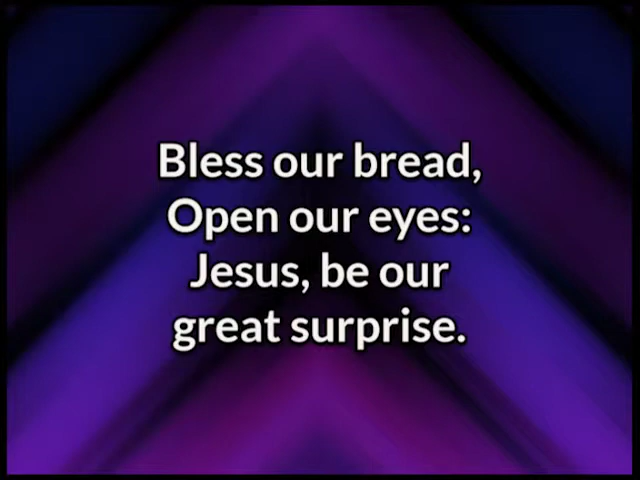 Bless our bread,
Open our eyes:
Jesus, be our
great surprise.